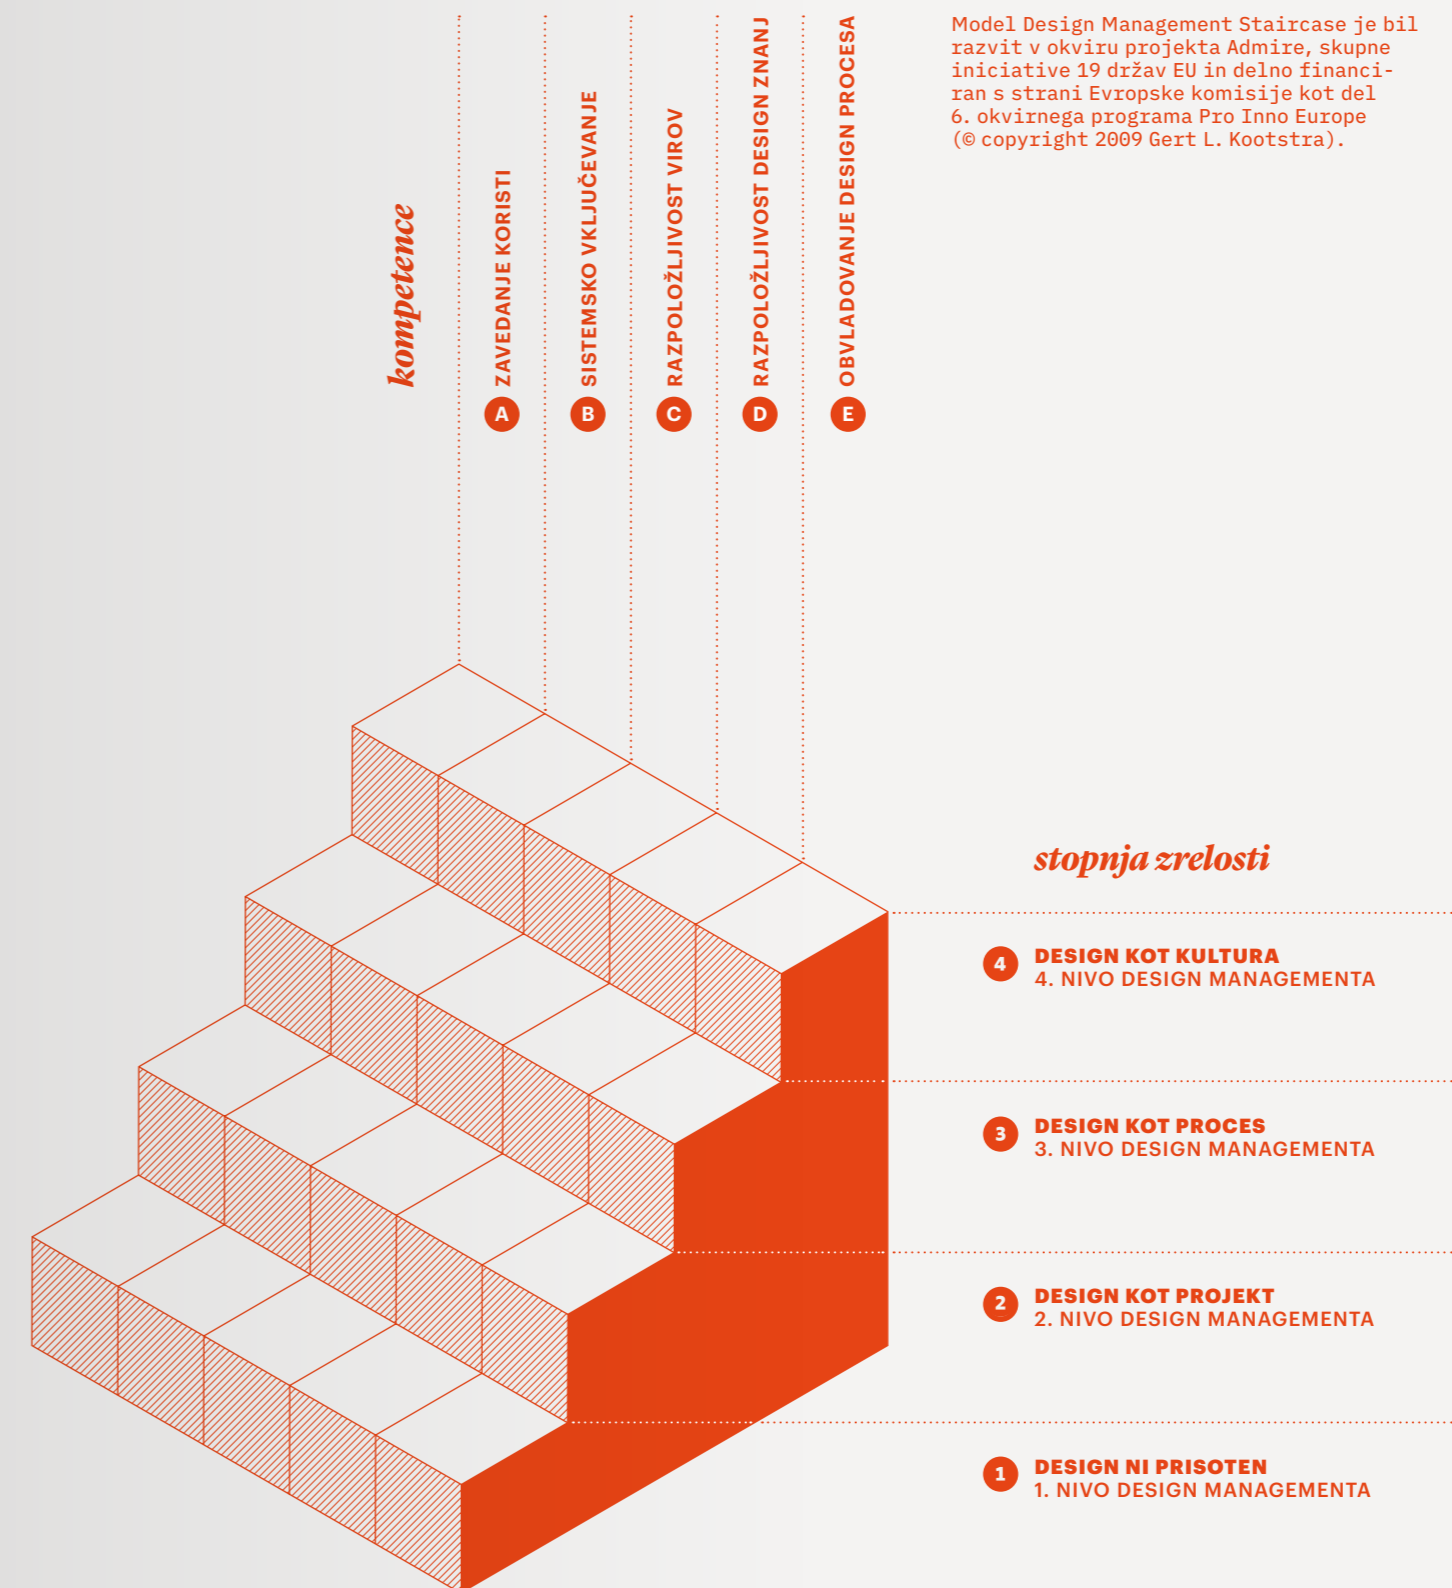 Model Design Management Staircase je bil
razvit v okviru projekta Admire, skupne
iniciative 19 držav EU in delno financi-
ran s strani Evropske komisije kot del
6. okvirnega programa Pro Inno Europe
(© copyright 2009 Gert L. Kootstra).
kompetence
A ZAVEDANJE KORISTI
B SISTEMSKO VKLJUČEVANJE
C RAZPOLOŽLJIVOST VIROV
D RAZPOLOŽLJIVOST DESIGN ZNANJ
E OBVLADOVANJE DESIGN PROCESA
stopnja zrelosti
4 DESIGN KOT KULTURA
4. NIVO DESIGN MANAGEMENTA
3 DESIGN KOT PROCES
3. NIVO DESIGN MANAGEMENTA
2 DESIGN KOT PROJEKT
2. NIVO DESIGN MANAGEMENTA
1 DESIGN NI PRISOTEN
1. NIVO DESIGN MANAGEMENTA